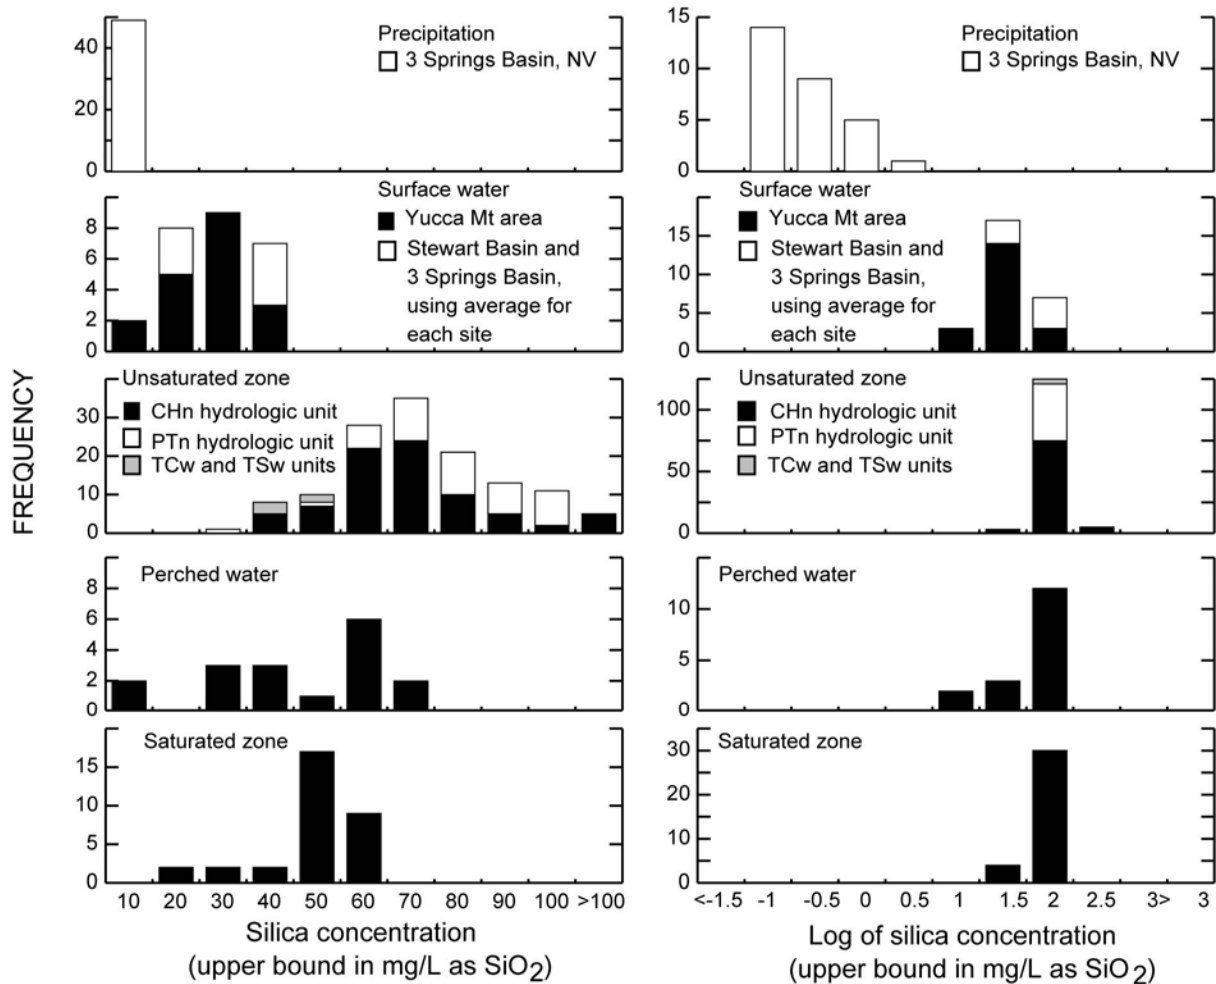 FREQUENCY
40
20
0
Precipitation
3 Springs Basin, NV
8
6
4
2
0
Surface water
Yucca Mt area
Stewart Basin and
3 Springs Basin,
using average for
each site
30
20
10
0
Unsaturated zone
CHn hydrologic unit
PTn hydrologic unit
TCw and TSw units
8
6
4
2
0
Perched water
15
10
5
0
Saturated zone
10 20 30 40 50 60 70 80 90 100 >100
Silica concentration
(upper bound in mg/L as SiO2)
15
10
5
0
Precipitation
3 Springs Basin, NV
15
10
5
0
Surface water
Yucca Mt area
Stewart Basin and
3 Springs Basin,
using average for
each site
100
50
0
Unsaturated zone
CHn hydrologic unit
PTn hydrologic unit
TCw and TSw units
10
5
0
Perched water
30
20
10
0
Saturated zone
<-1.5 -1 -0.5 0 0.5 1 1.5 2 2.5 3> 3
Log of silica concentration
(upper bound in mg/L as SiO2)